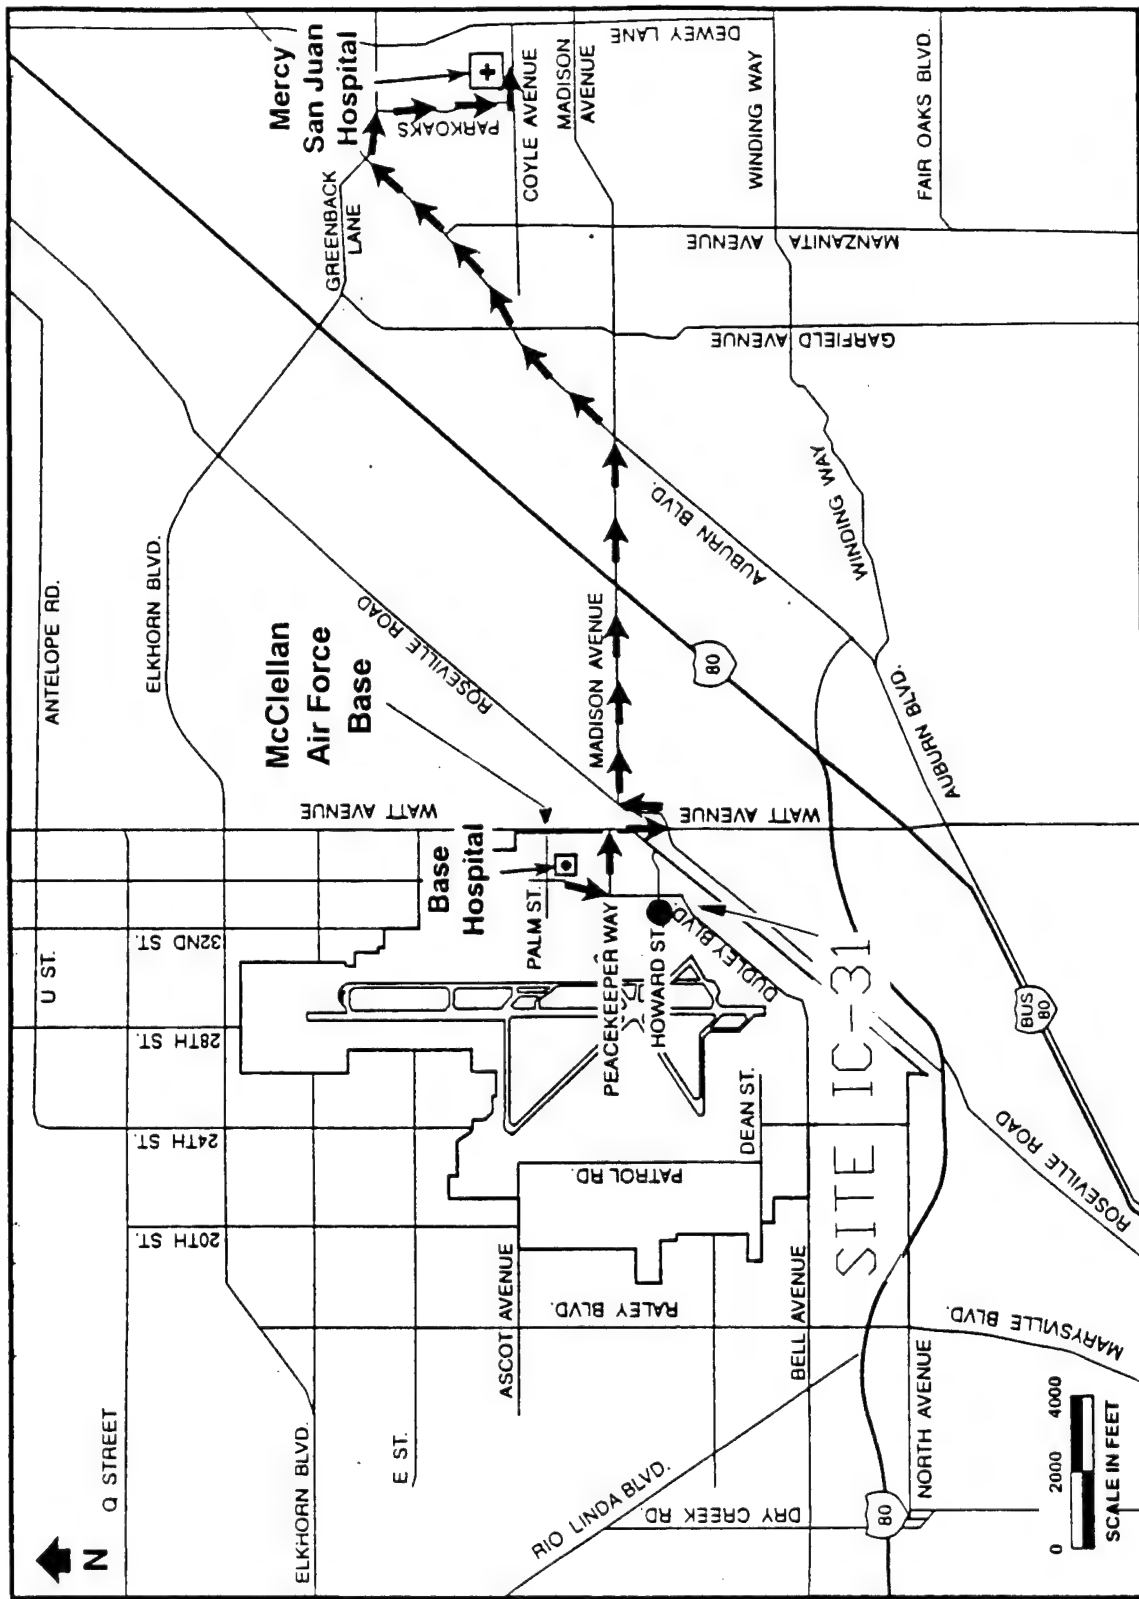 N
Q STREET
ELKHORN BLVD.
E ST.
RIO LINDA BLVD.
DRY CREEK RD.
80
NORTH AVENUE
0 2000 4000
SCALE IN FEET
MARYSVILLE BLVD.
RALEY BLVD.
ASCOT AVENUE
BELL AVENUE
20TH ST.
24TH ST.
28TH ST.
32ND ST.
U ST.
PATROL RD.
DEAN ST.
SITE IC-31
ROSEVILLE ROAD
BUS
80
PEACEKEEPER WAY
HOWARD ST.
DUDLEY BLVD.
PALM ST.
Base
Hospital
WATT AVENUE
WATT AVENUE
McClellan
Air Force
Base
ANTELOPE RD.
ELKHORN BLVD.
ROSEVILLE ROAD
MADISON AVENUE
80
AUBURN BLVD.
AUBURN BLVD.
WINDING WAY
GREENBACK
LANE
GARFIELD AVENUE
MANZANITA AVENUE
Mercy
San Juan
Hospital
PARKOAKS
COYLE AVENUE
MADISON
AVENUE
DEWEY LANE
WINDING WAY
FAIR OAKS BLVD.